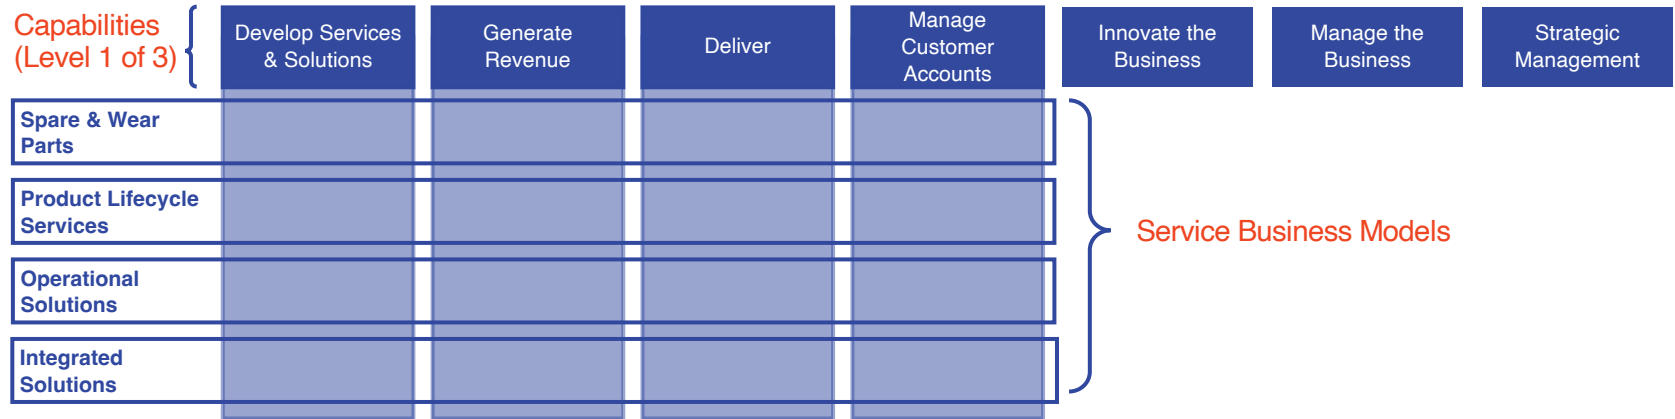 Capabilities
(Level 1 of 3)
Develop Services
& Solutions
Generate
Revenue
Deliver
Manage
Customer
Accounts
Innovate the
Business
Manage the
Business
Strategic
Management
Spare & Wear
Parts
Product Lifecycle
Services
Operational
Solutions
Integrated
Solutions
Service Business Models